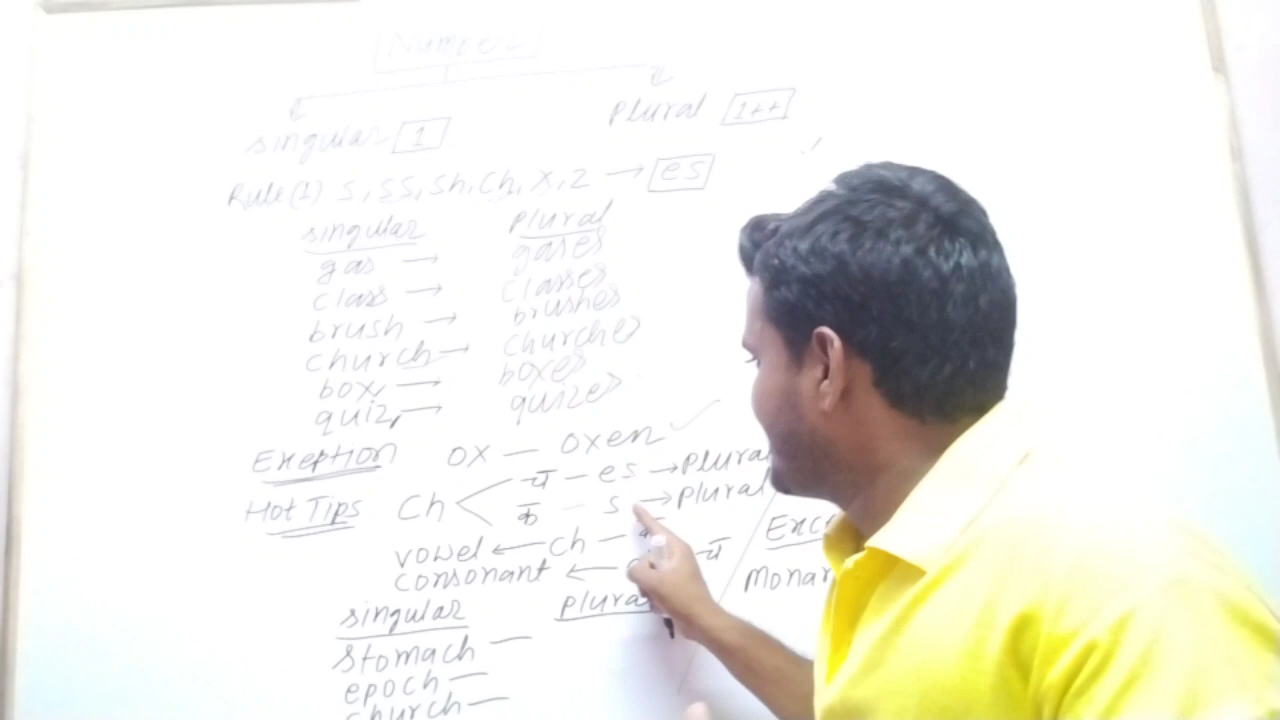 Number
singular 1
Plural 1++
Rule (1) s, ss, sh, ch, x, z → es
singular plural
gas → gases
class → classes
brush → brushes
church → churches
box → boxes
quiz → quizes
Exeption ox — oxen
Hot Tips Ch च — es → Plural
क — s → plural
vowel ← ch —
consonant ←
singular plural
stomach —
epoch —
church —